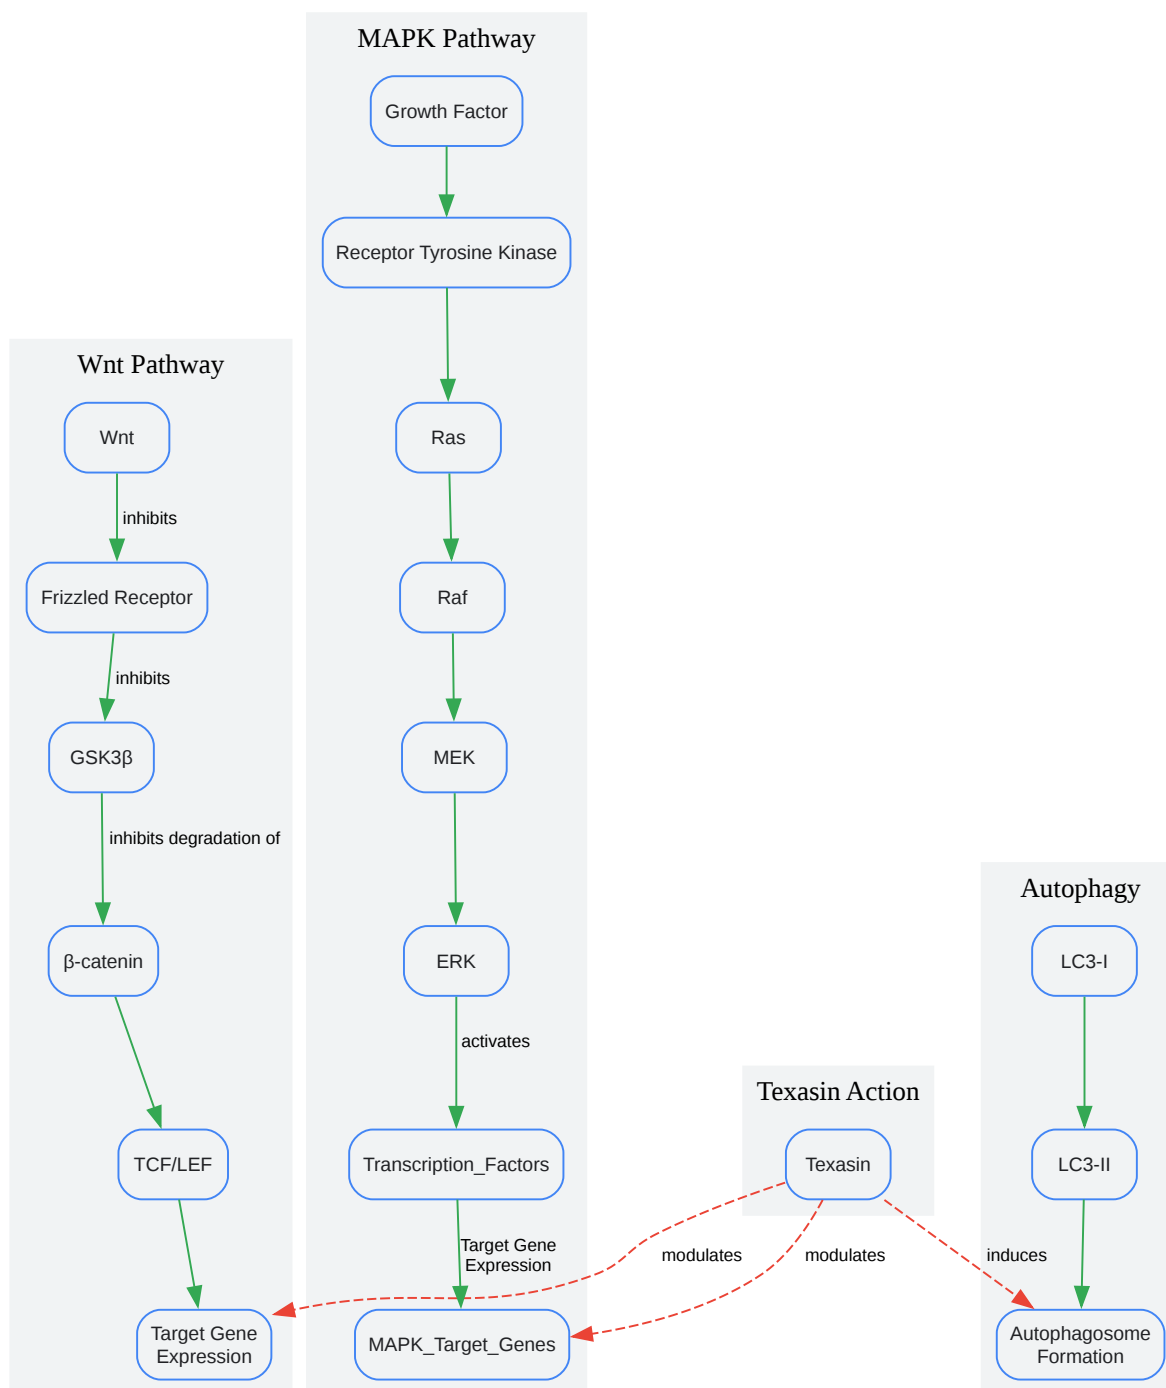 MAPK Pathway
Growth Factor
Receptor Tyrosine Kinase
Ras
Raf
MEK
ERK
activates
Transcription_Factors
Target Gene
Expression
MAPK_Target_Genes
Wnt Pathway
Wnt
inhibits
Frizzled Receptor
inhibits
GSK3β
inhibits degradation of
β-catenin
TCF/LEF
Target Gene
Expression
Texasin Action
Texasin
modulates
modulates
induces
Autophagy
LC3-I
LC3-II
Autophagosome
Formation